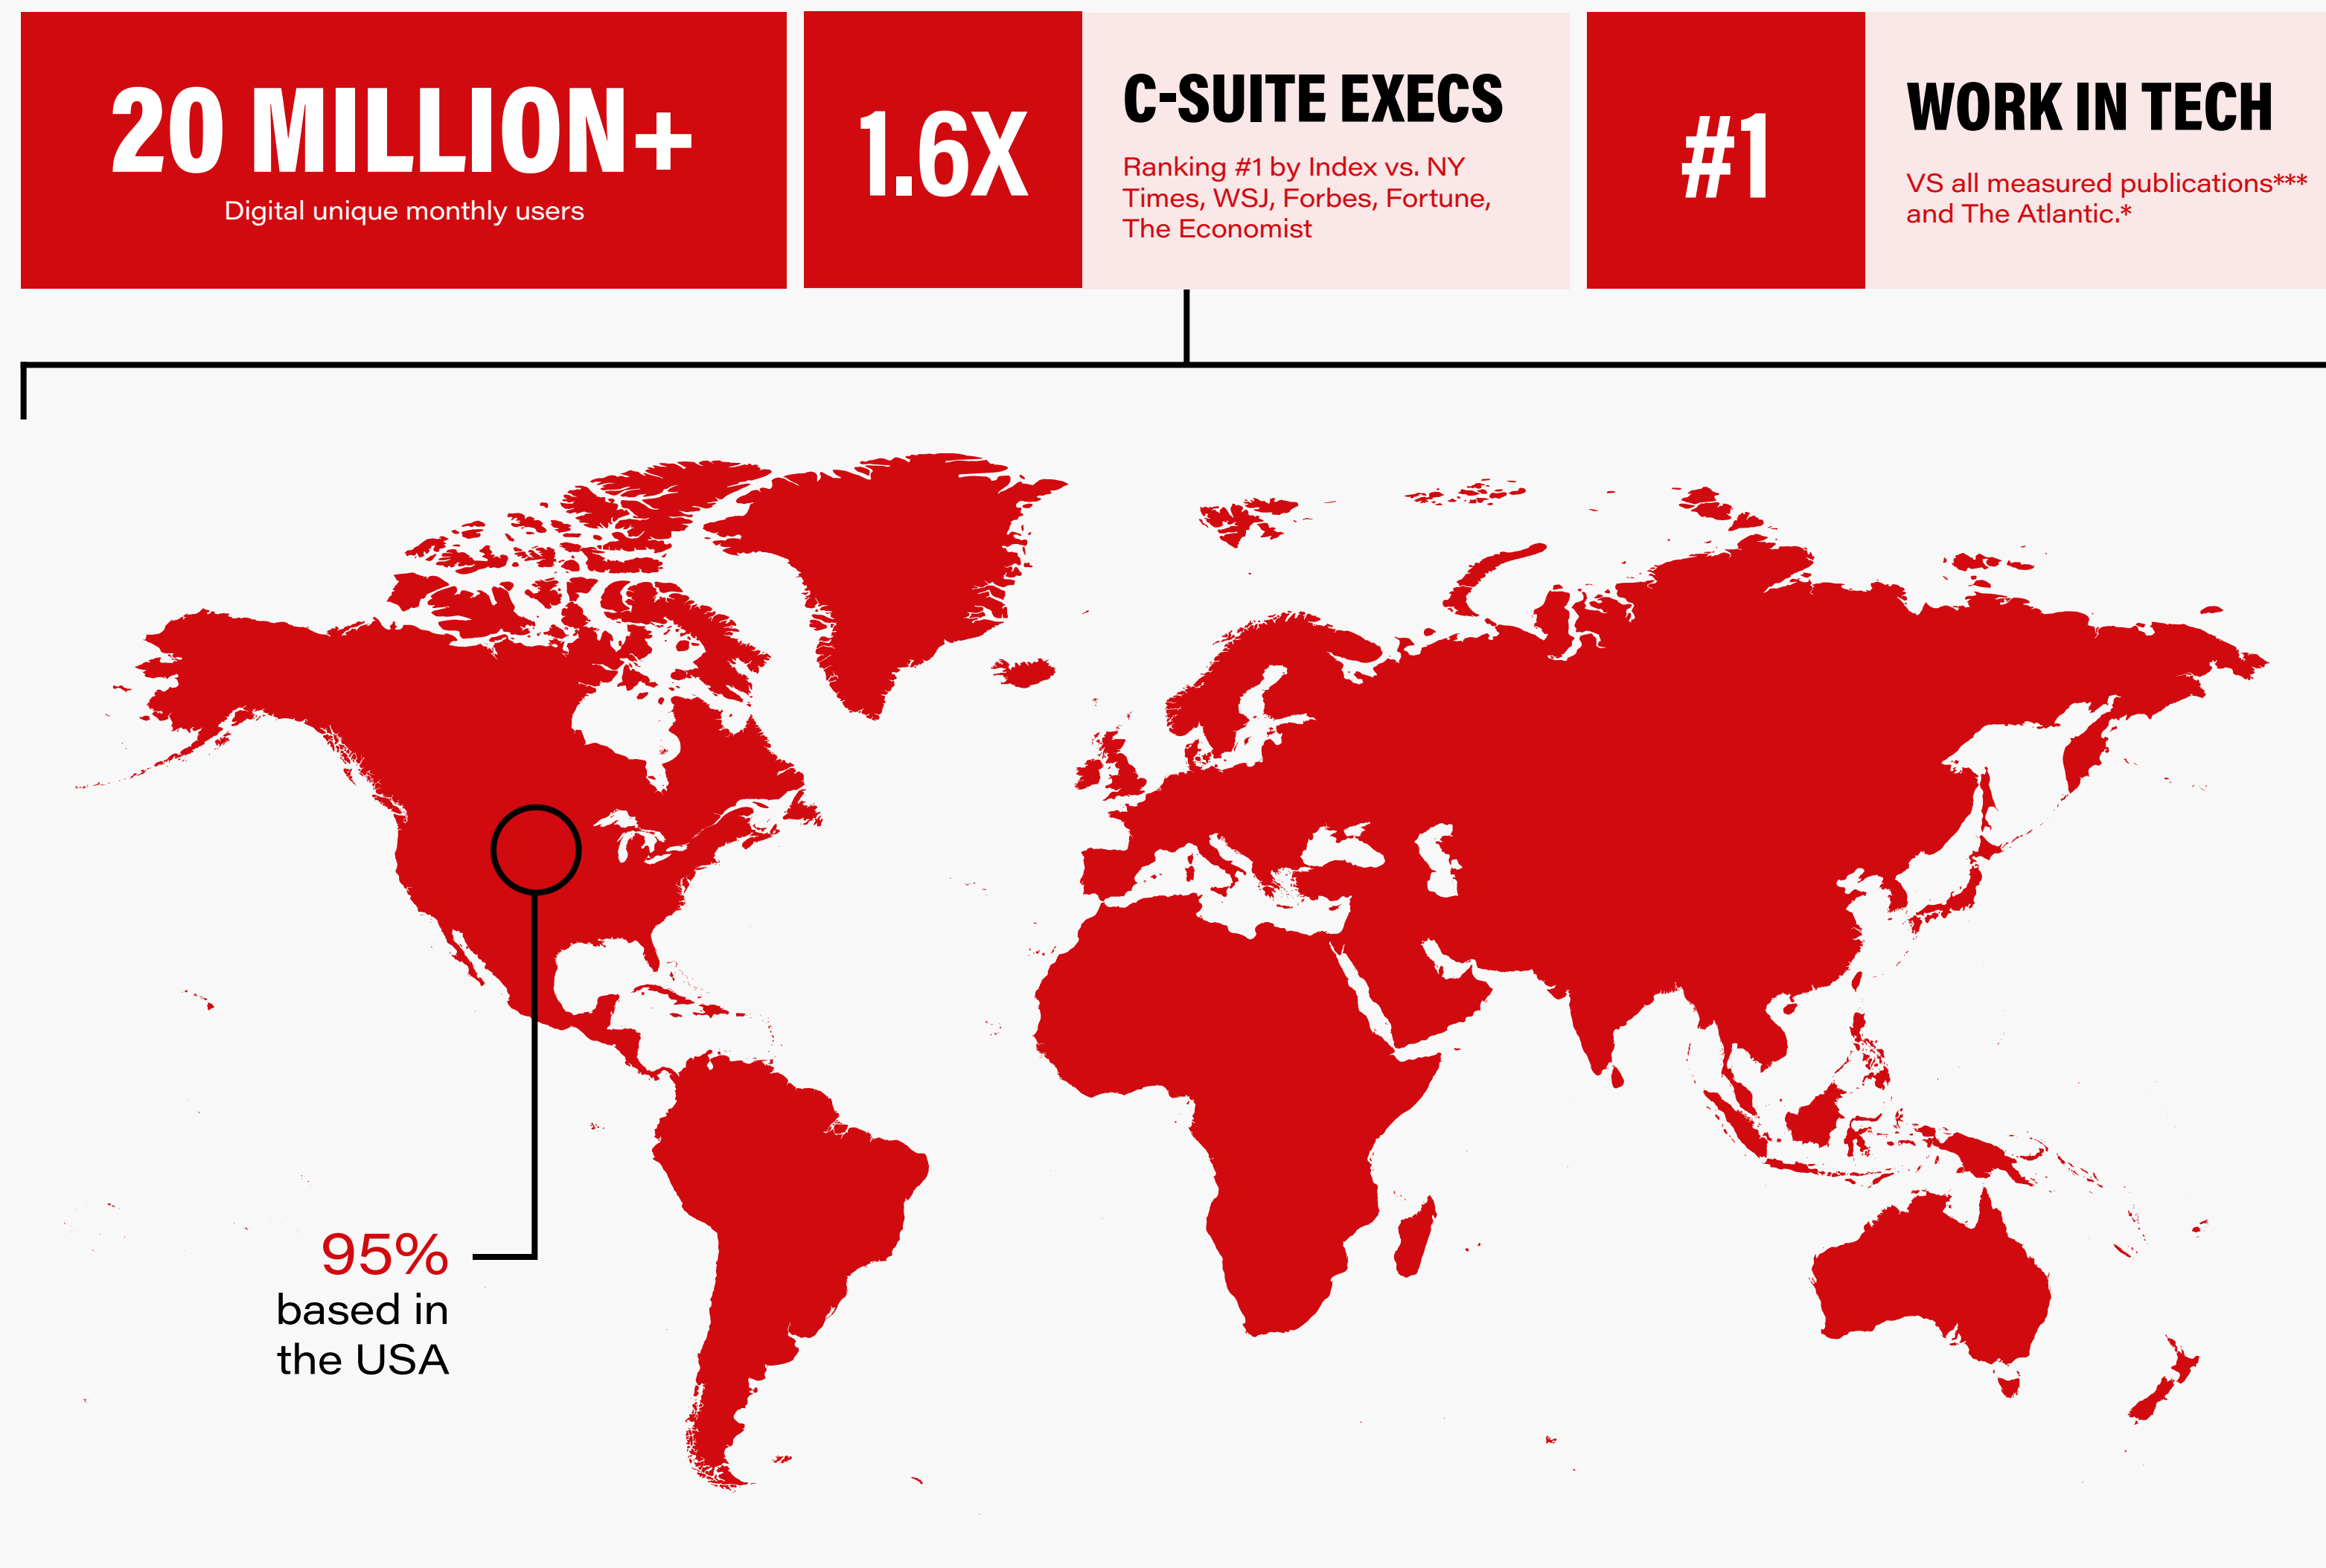 20 MILLION+
Digital unique monthly users
1.6X
C-SUITE EXECS
Ranking #1 by Index vs. NY
Times, WSJ, Forbes, Fortune,
The Economist
#1
WORK IN TECH
VS all measured publications***
and The Atlantic.*
95%
based in
the USA